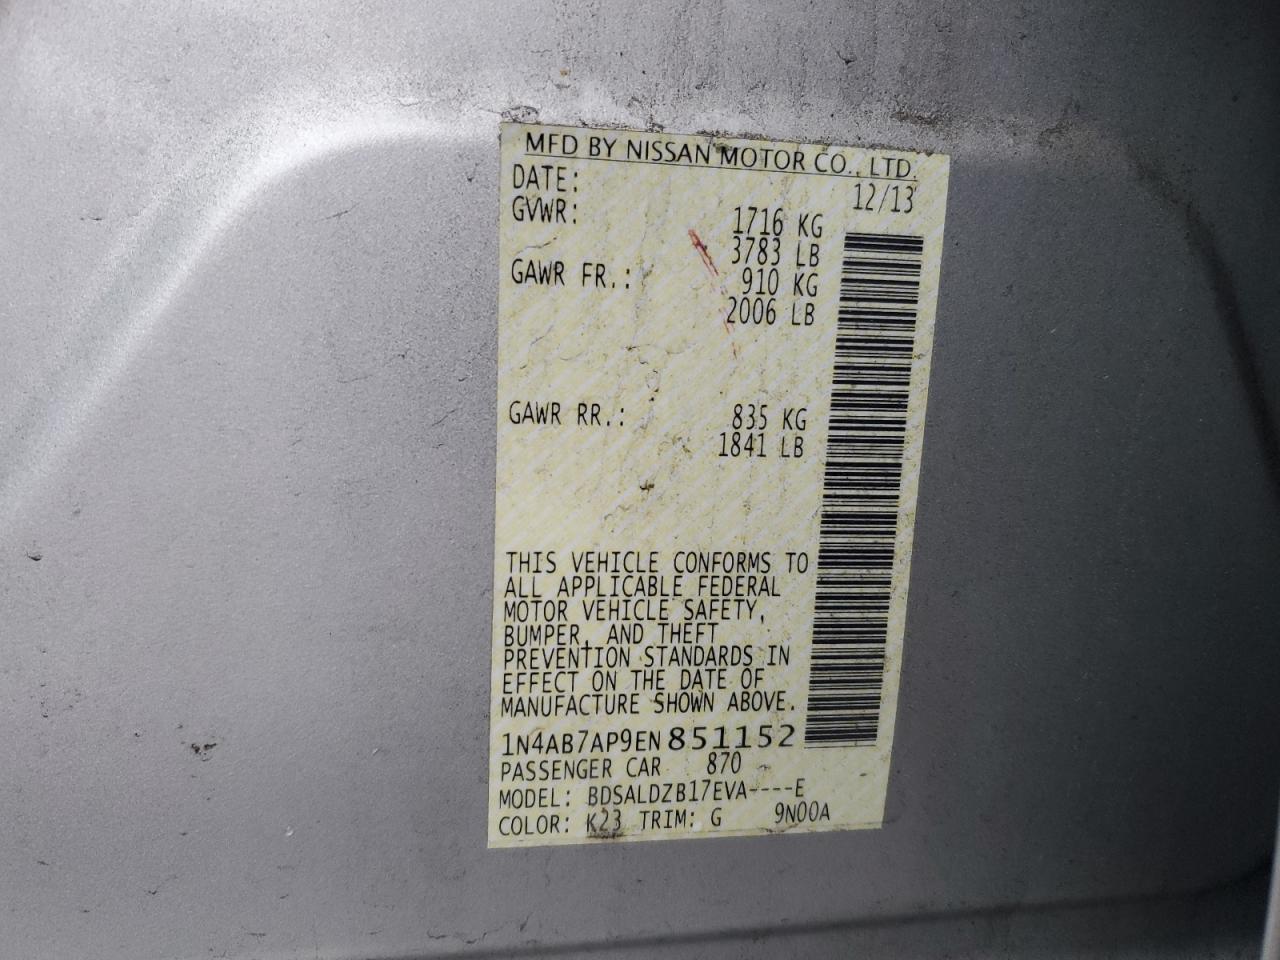 MFD BY NISSAN MOTOR CO., LTD.
DATE: 12/13
GVWR: 1716 KG
3783 LB
GAWR FR.: 910 KG
2006 LB
GAWR RR.: 835 KG
1841 LB
THIS VEHICLE CONFORMS TO
ALL APPLICABLE FEDERAL
MOTOR VEHICLE SAFETY,
BUMPER, AND THEFT
PREVENTION STANDARDS IN
EFFECT ON THE DATE OF
MANUFACTURE SHOWN ABOVE.
1N4AB7AP9EN851152
PASSENGER CAR 870
MODEL: BDSALDZB17EVA----E
COLOR: K23 TRIM: G 9N00A